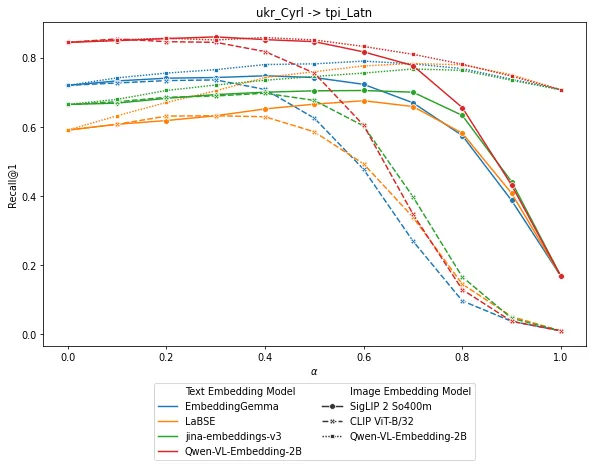 ukr_Cyrl -> tpi_Latn
Recall@1
0.8
0.6
0.4
0.2
0.0
0.0 0.2 0.4 0.6 0.8 1.0
α
Text Embedding Model
EmbeddingGemma
LaBSE
jina-embeddings-v3
Qwen-VL-Embedding-2B
Image Embedding Model
SigLIP 2 So400m
CLIP ViT-B/32
Qwen-VL-Embedding-2B